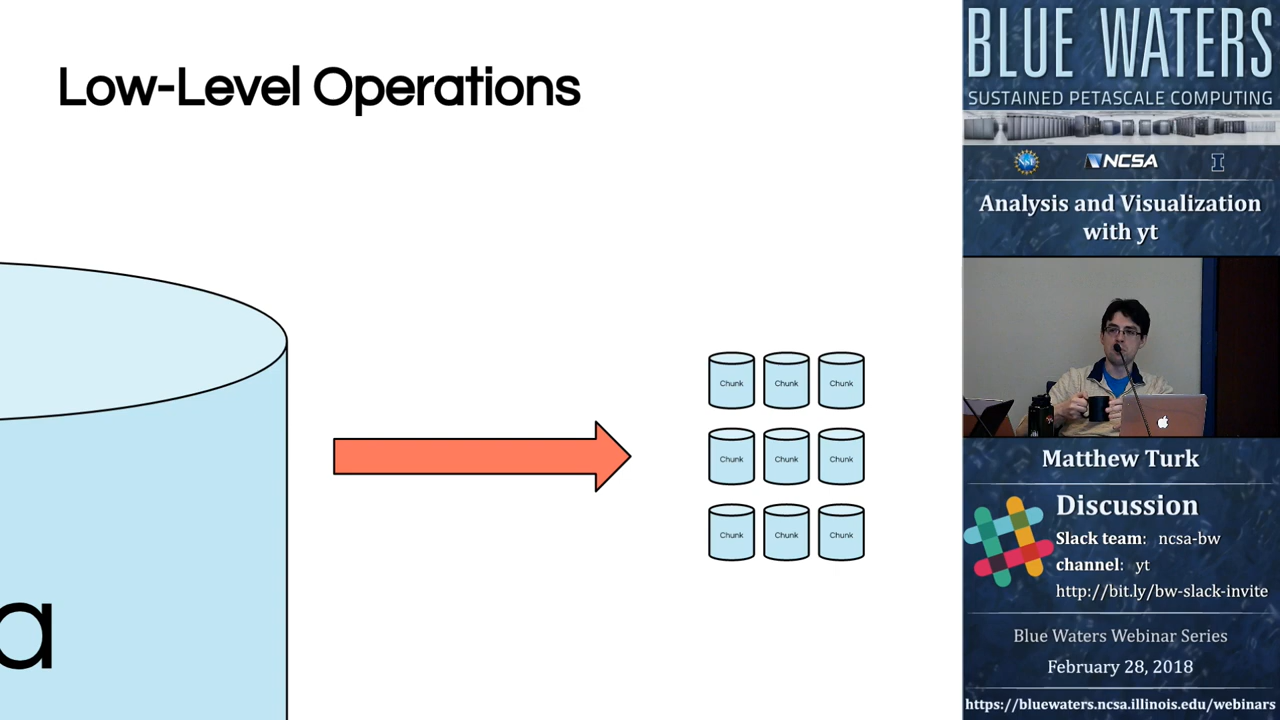 Low-Level Operations
a
Chunk Chunk Chunk
Chunk Chunk Chunk
Chunk Chunk Chunk
BLUE WATERS
SUSTAINED PETASCALE COMPUTING
NSF NCSA I
Analysis and Visualization
with yt
Matthew Turk
Discussion
Slack team: ncsa-bw
channel: yt
http://bit.ly/bw-slack-invite
Blue Waters Webinar Series
February 28, 2018
https://bluewaters.ncsa.illinois.edu/webinars